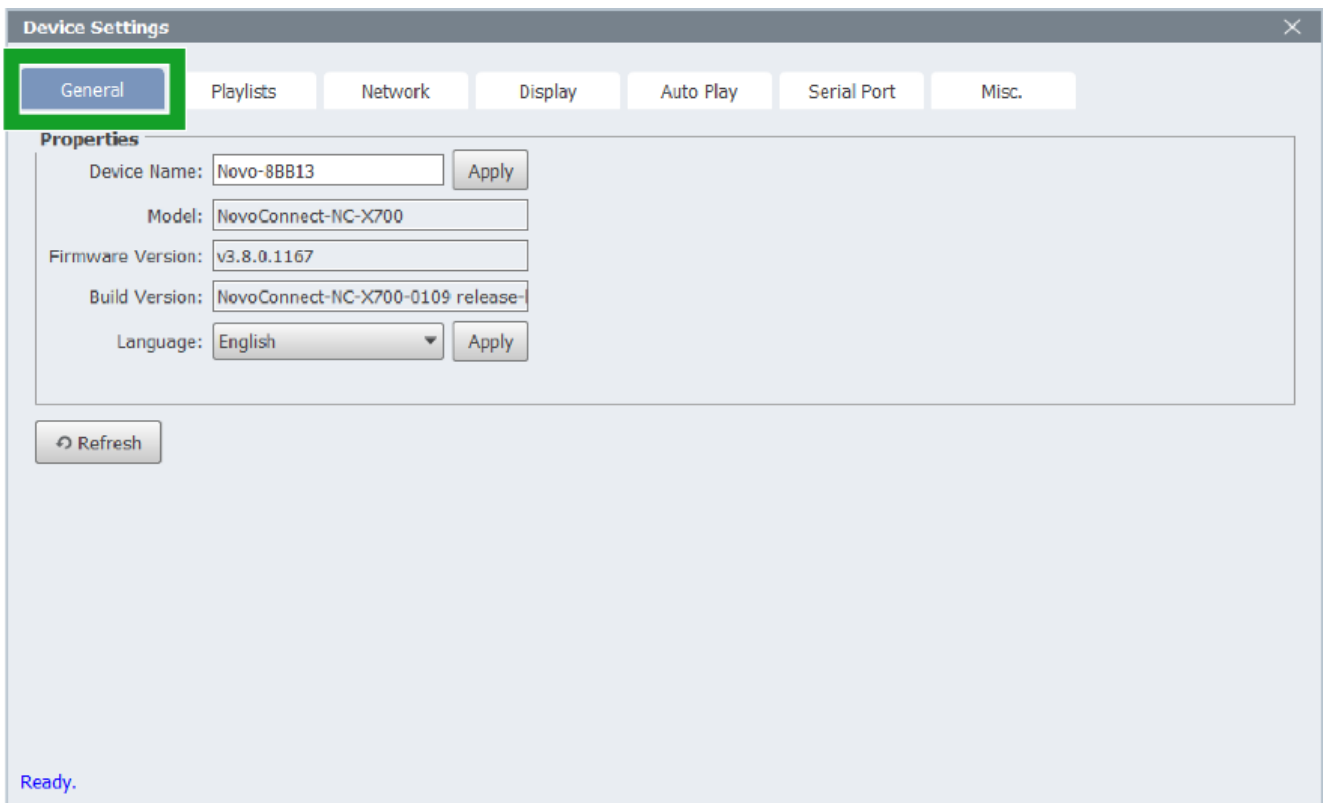 Device Settings
General Playlists Network Display Auto Play Serial Port Misc.
Properties
Device Name: Novo-8BB13 Apply
Model: NovoConnect-NC-X700
Firmware Version: v3.8.0.1167
Build Version: NovoConnect-NC-X700-0109 release-
Language: English Apply
Refresh
Ready.